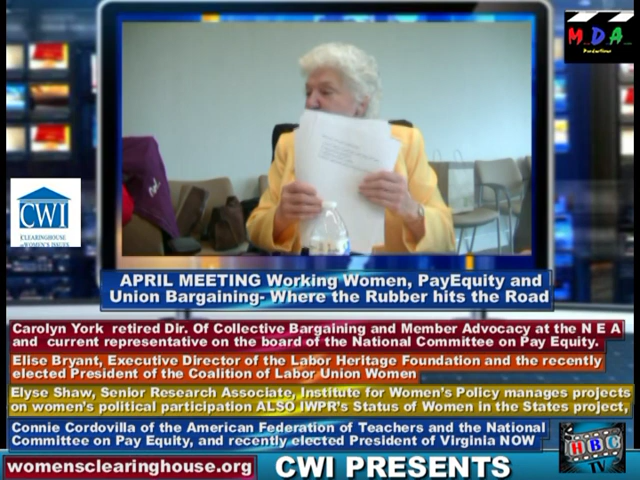 M D A
Productions
CWI
CLEARINGHOUSE
ON WOMEN'S ISSUES
APRIL MEETING Working Women, PayEquity and
Union Bargaining- Where the Rubber hits the Road
Carolyn York retired Dir. Of Collective Bargaining and Member Advocacy at the N E A
and current representative on the board of the National Committee on Pay Equity.
Elise Bryant, Executive Director of the Labor Heritage Foundation and the recently
elected President of the Coalition of Labor Union Women
Elyse Shaw, Senior Research Associate, Institute for Women's Policy manages projects
on women's political participation ALSO IWPR's Status of Women in the States project,
Connie Cordovilla of the American Federation of Teachers and the National
Committee on Pay Equity, and recently elected President of Virginia NOW
womensclearinghouse.org
CWI PRESENTS
HBC
TV